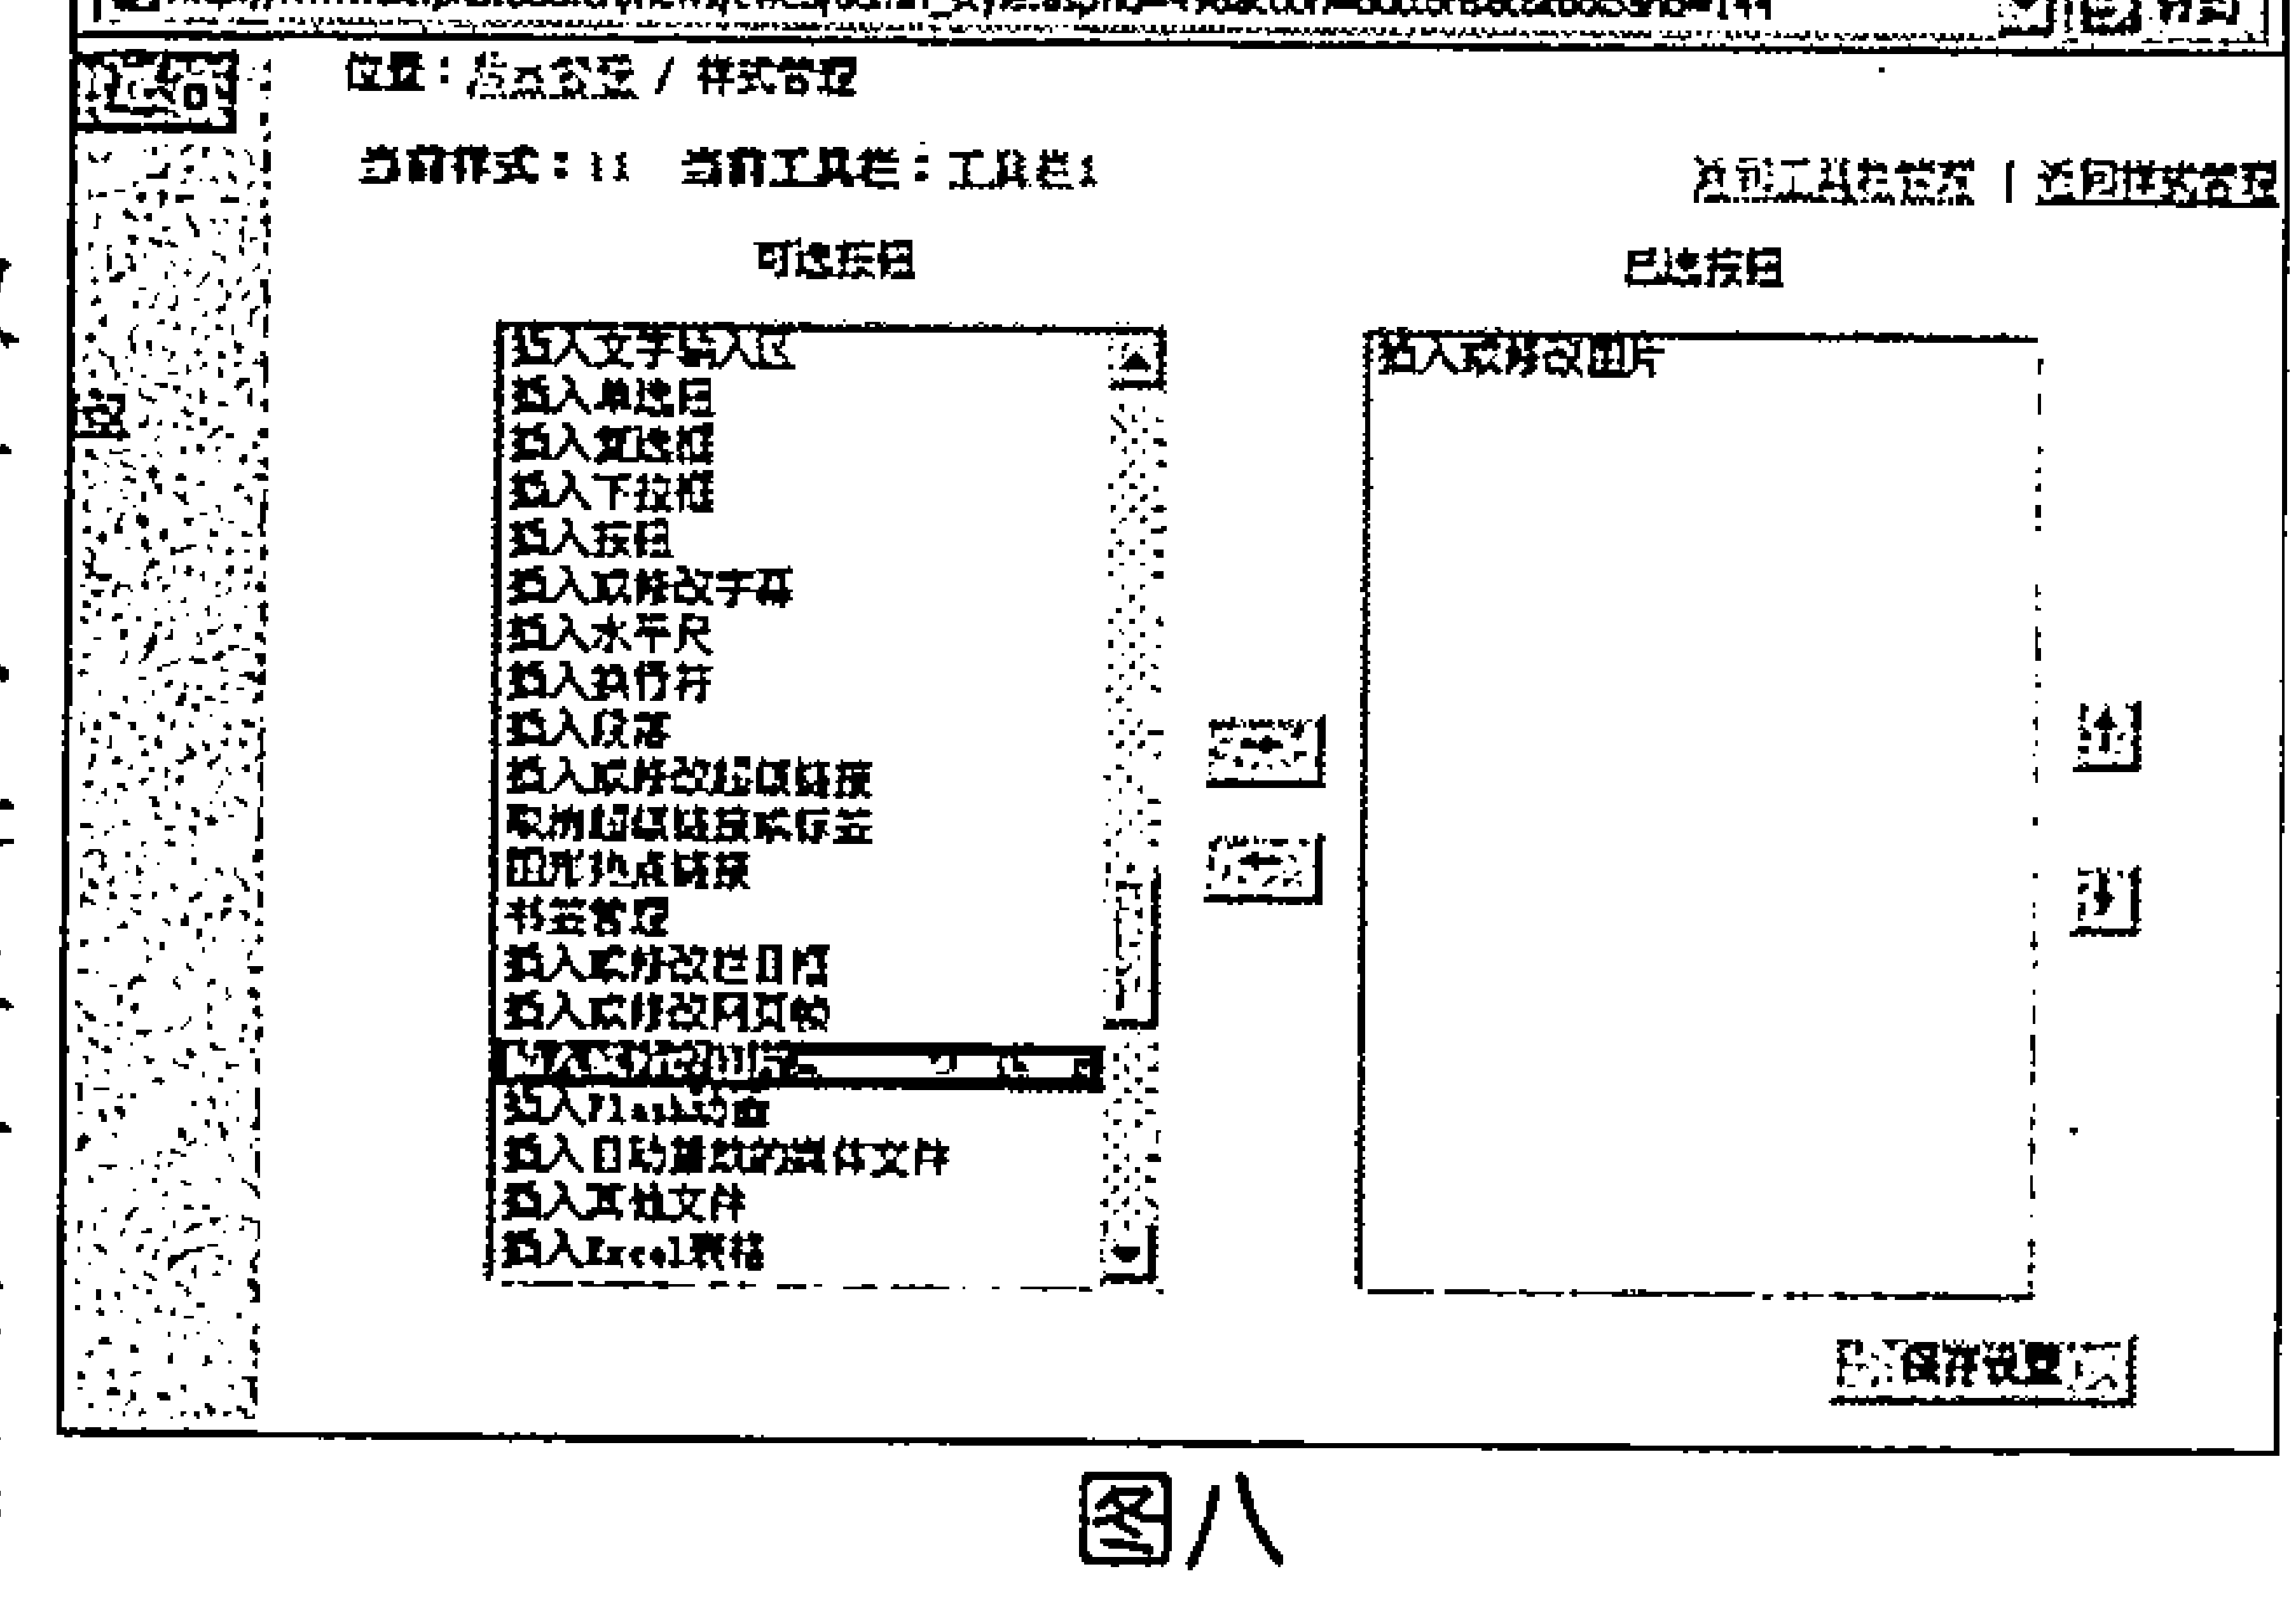 位置： / 样式管理
当前样式：11 当前工具栏：工具栏1
返回工具栏管理 | 返回样式管理
可选按钮
已选按钮
插入文字输入区
插入单选钮
插入复选框
插入下拉框
插入按钮
插入或修改字幕
插入水平尺
插入换行符
插入段落
插入或修改超级链接
取消超级链接或标签
图形热点链接
书签管理
插入或修改栏目框
插入或修改网页帧
插入或修改图片
插入Flash动画
插入自动播放的媒体文件
插入其他文件
插入Excel表格
插入或修改图片
保存设置
图八